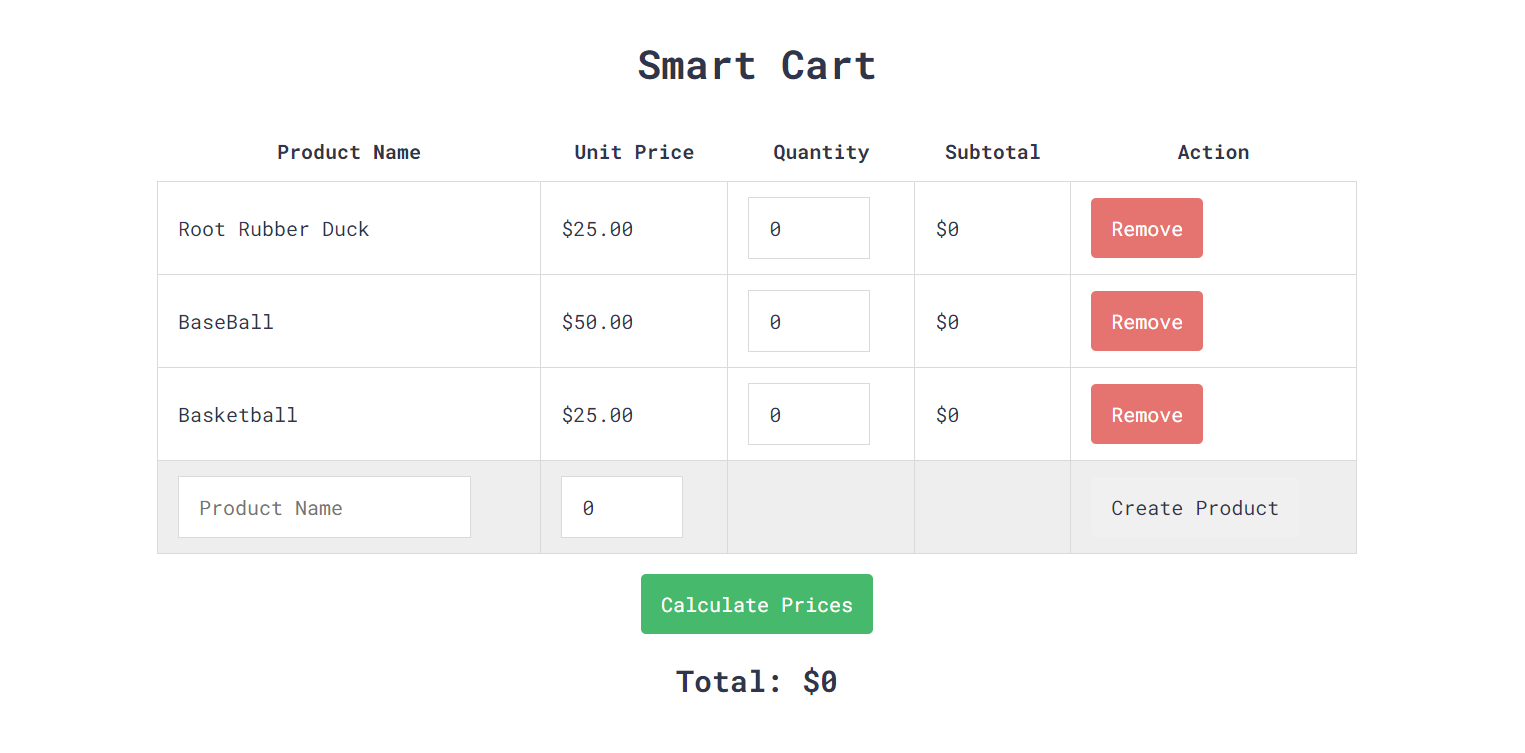 Smart Cart
Product Name Unit Price Quantity Subtotal Action
Root Rubber Duck $25.00 0 $0 Remove
BaseBall $50.00 0 $0 Remove
Basketball $25.00 0 $0 Remove
Product Name 0 Create Product
Calculate Prices
Total: $0